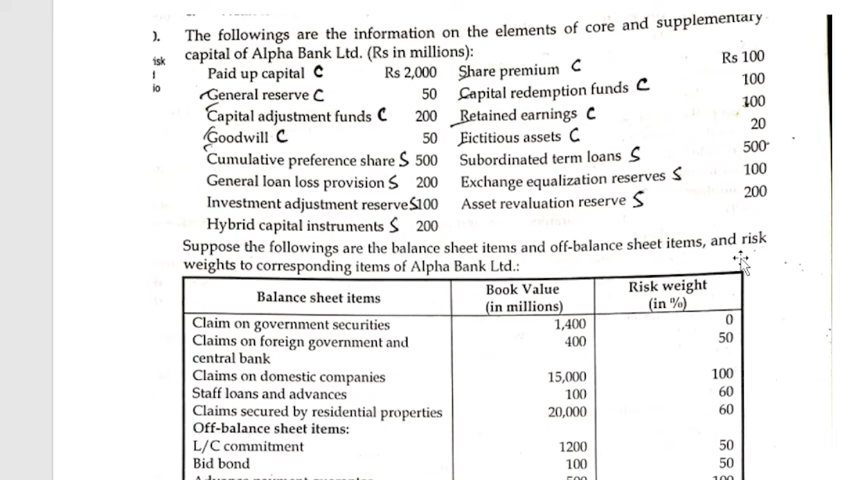 ).
The followings are the information on the elements of core and supplementary
isk
capital of Alpha Bank Ltd. (Rs in millions):
Paid up capital C Rs 2,000 Share premium C Rs 100
io
General reserve C 50 Capital redemption funds C 100
Capital adjustment funds C 200 Retained earnings C 100
Goodwill C 50 Fictitious assets C 20
Cumulative preference share S 500 Subordinated term loans S 500
General loan loss provision S 200 Exchange equalization reserves S 100
Investment adjustment reserve S 100 Asset revaluation reserve S 200
Hybrid capital instruments S 200
Suppose the followings are the balance sheet items and off-balance sheet items, and risk
weights to corresponding items of Alpha Bank Ltd.:
Balance sheet items Book Value (in millions) Risk weight (in %)
Claim on government securities 1,400 0
Claims on foreign government and 400 50
central bank
Claims on domestic companies 15,000 100
Staff loans and advances 100 60
Claims secured by residential properties 20,000 60
Off-balance sheet items:
L/C commitment 1200 50
Bid bond 100 50